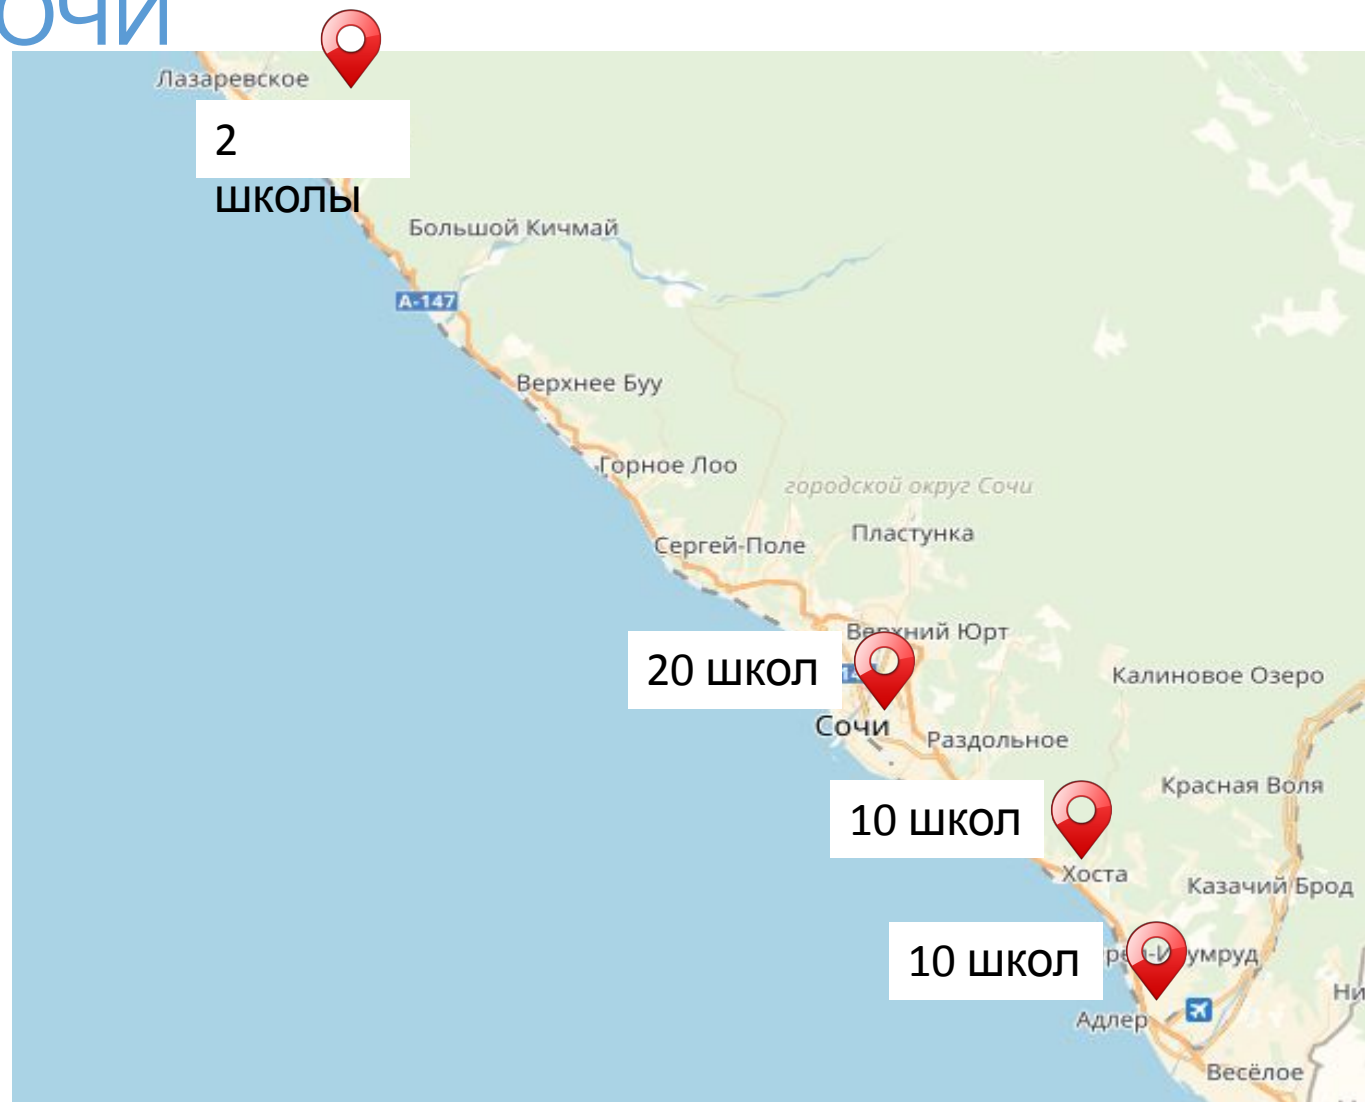 ОЧИ
Лазаревское
2
школы
Большой Кичмай
А-147
Верхнее Буу
Горное Лоо
городской округ Сочи
Пластунка
Сергей-Поле
Верхний Юрт
20 школ
Калиновое Озеро
Сочи
Раздольное
Красная Воля
10 школ
Хоста
Казачий Брод
10 школ
Адлер
Весёлое